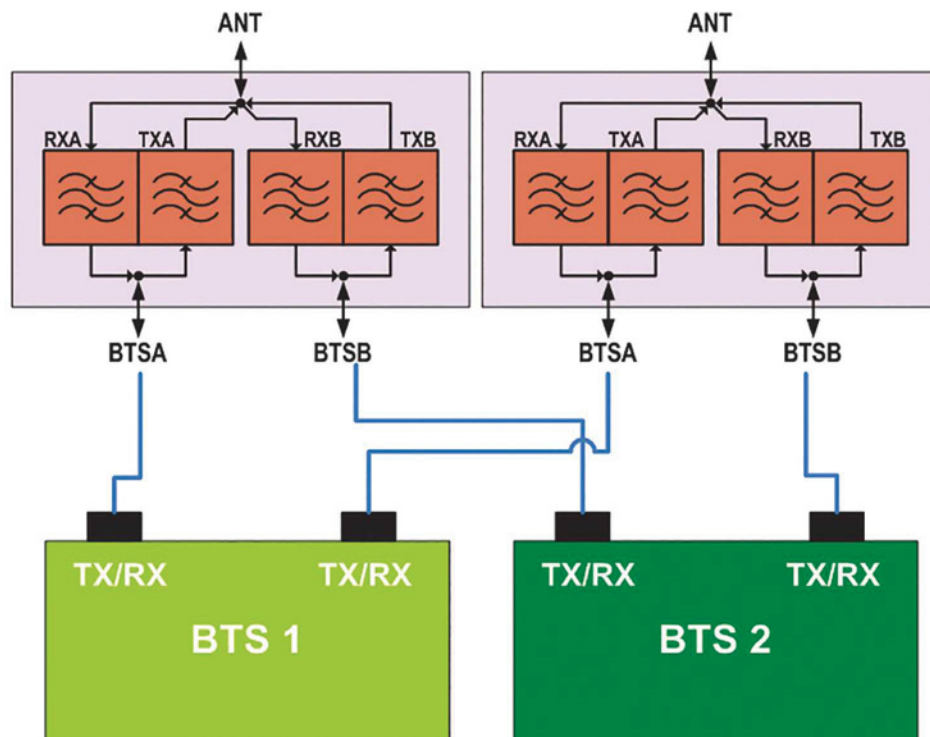 ANT ANT
RXA TXA RXB TXB RXA TXA RXB TXB
BTSA BTSB BTSA BTSB
TX/RX TX/RX TX/RX TX/RX
BTS 1 BTS 2